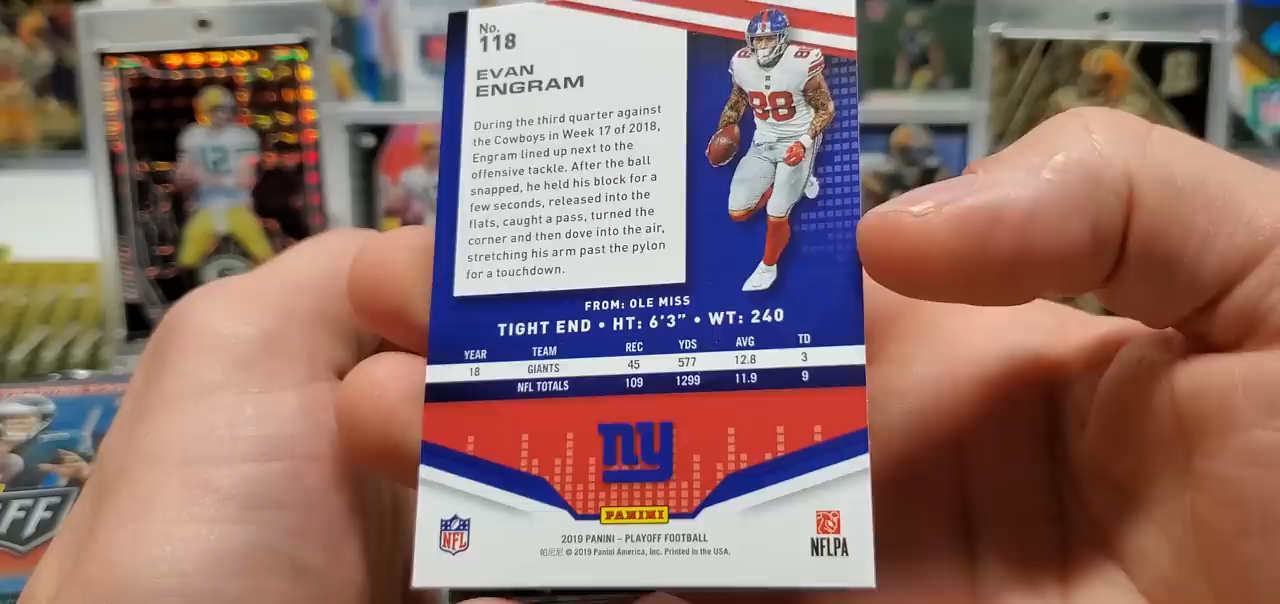 No.
118
EVAN
ENGRAM
During the third quarter against
the Cowboys in Week 17 of 2018,
Engram lined up next to the
offensive tackle. After the ball
snapped, he held his block for a
few seconds, released into the
flats, caught a pass, turned the
corner and then dove into the air,
stretching his arm past the pylon
for a touchdown.
88
FROM: OLE MISS
TIGHT END • HT: 6'3" • WT: 240
YEAR TEAM REC YDS AVG TD
18 GIANTS 45 577 12.8 3
NFL TOTALS 109 1299 11.9 9
ny
PANINI
NFL
2019 PANINI – PLAYOFF FOOTBALL
帕尼尼 © 2019 Panini America, Inc. Printed in the USA.
NFLPA
12
FF